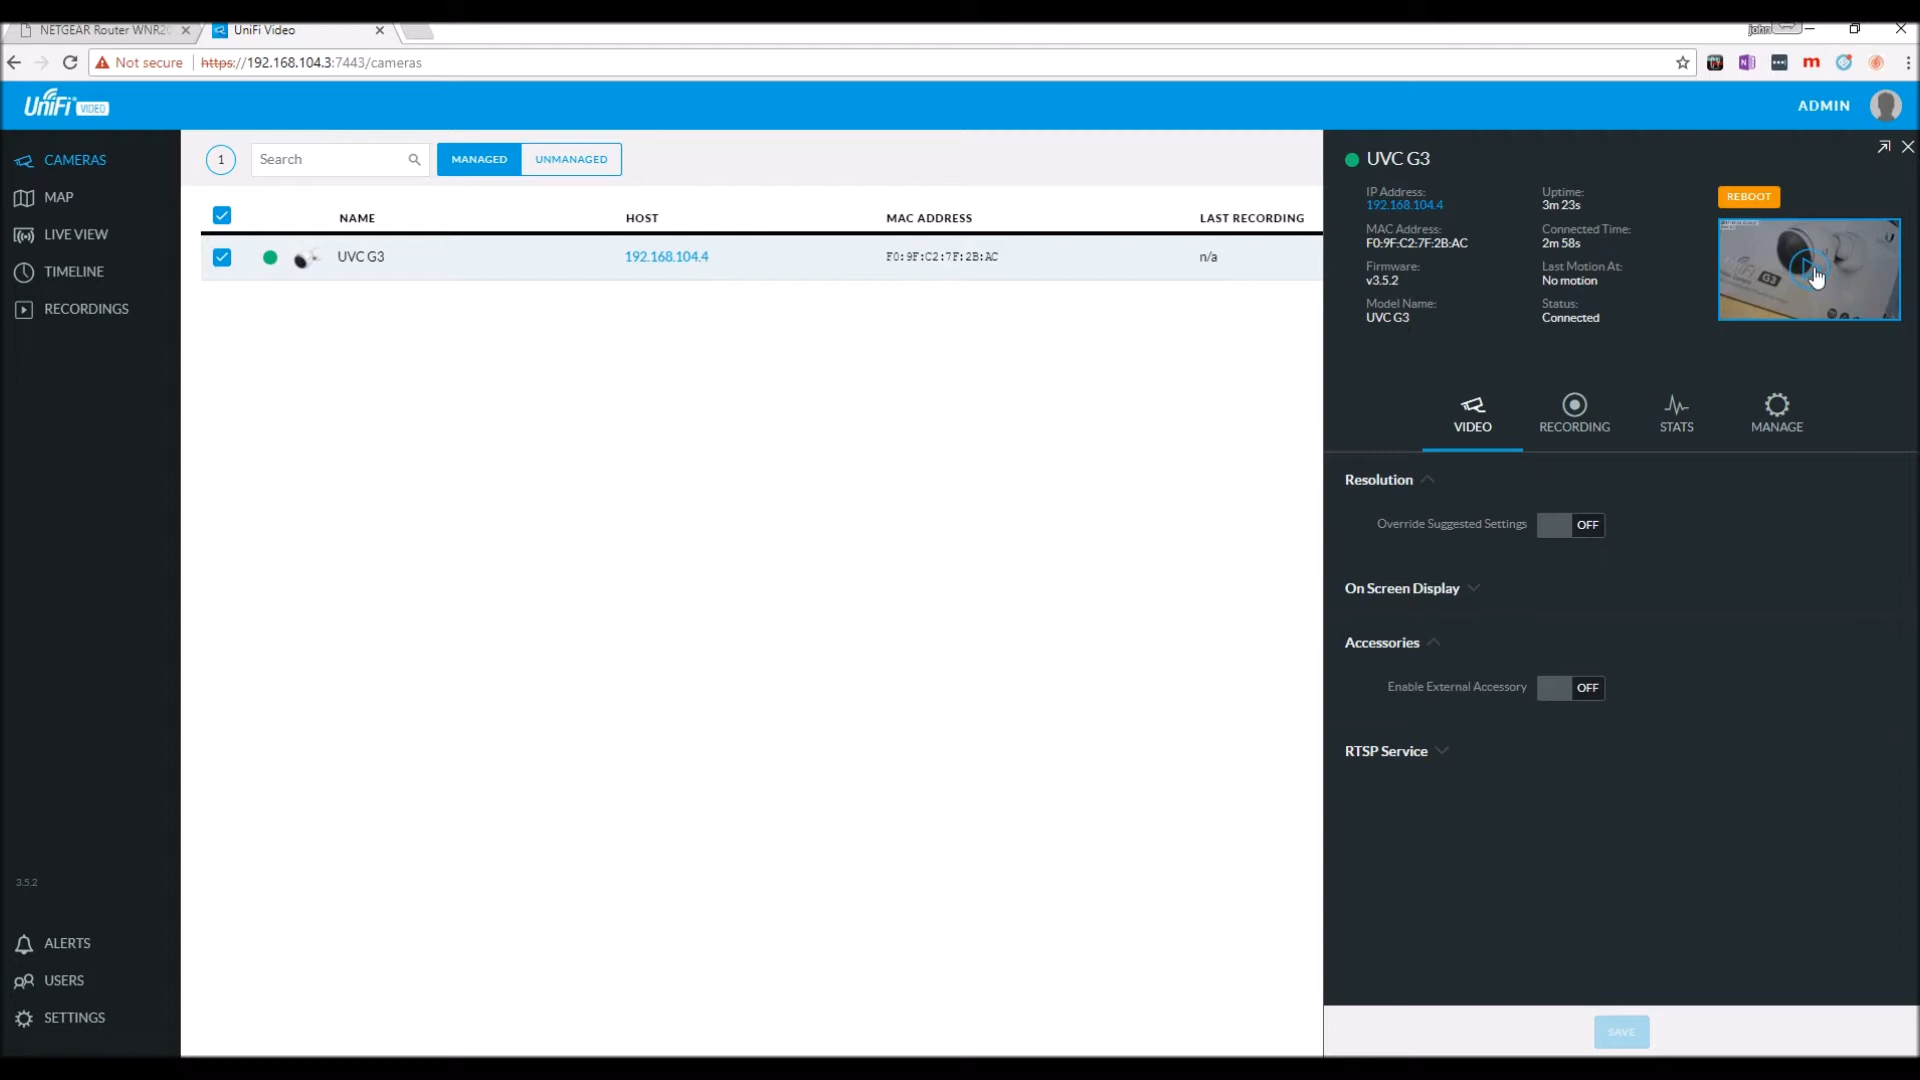 NETGEAR Router WNR20
UniFi Video
john
Not secure
https://192.168.104.3:7443/cameras
UniFi VIDEO
ADMIN
CAMERAS
MAP
LIVE VIEW
TIMELINE
RECORDINGS
3.5.2
ALERTS
USERS
SETTINGS
1
Search
MANAGED
UNMANAGED
NAME
HOST
MAC ADDRESS
LAST RECORDING
UVC G3
192.168.104.4
F0:9F:C2:7F:2B:AC
n/a
UVC G3
IP Address:
192.168.104.4
Uptime:
3m 23s
REBOOT
MAC Address:
F0:9F:C2:7F:2B:AC
Connected Time:
2m 58s
Firmware:
v3.5.2
Last Motion At:
No motion
Model Name:
UVC G3
Status:
Connected
UniFi G3
VIDEO
RECORDING
STATS
MANAGE
Resolution
Override Suggested Settings
OFF
On Screen Display
Accessories
Enable External Accessory
OFF
RTSP Service
SAVE